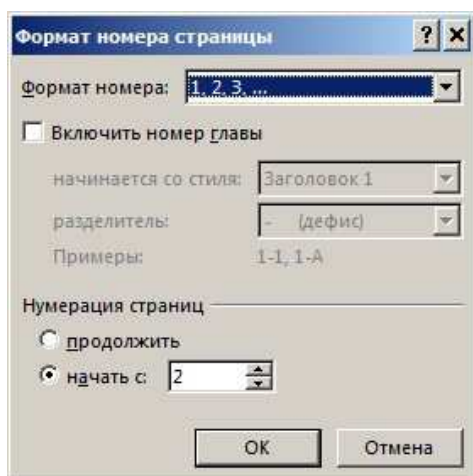 Формат номера страницы
Формат номера: 1, 2, 3, ...
Включить номер главы
начинается со стиля: Заголовок 1
разделитель: - (дефис)
Примеры: 1-1, 1-A
Нумерация страниц
продолжить
начать с: 2
ОК Отмена